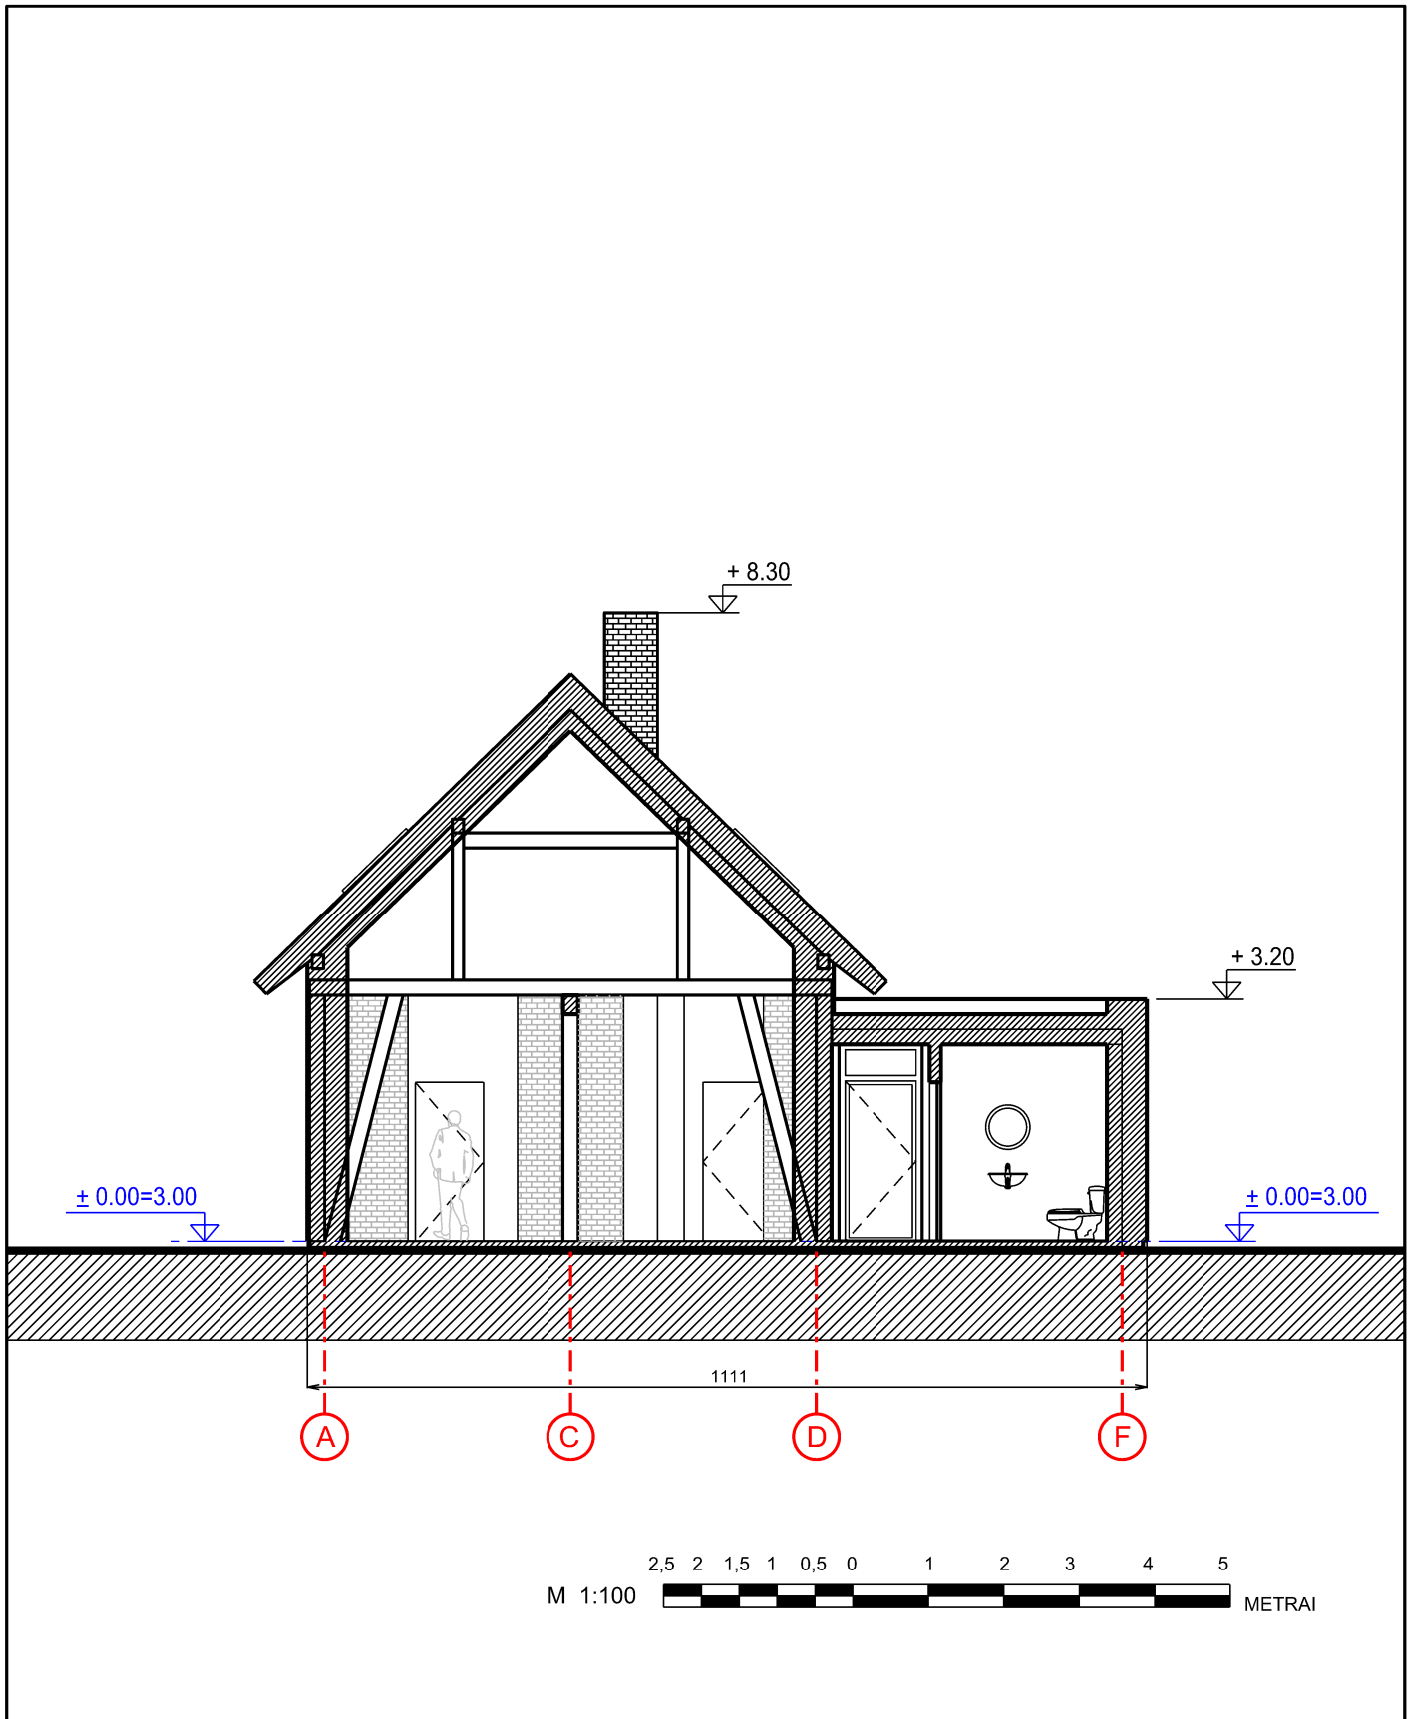 + 8.30
+ 3.20
± 0.00=3.00
± 0.00=3.00
1111
A
C
D
F
2,5 2 1,5 1 0,5 0 1 2 3 4 5
M 1:100
METRAI